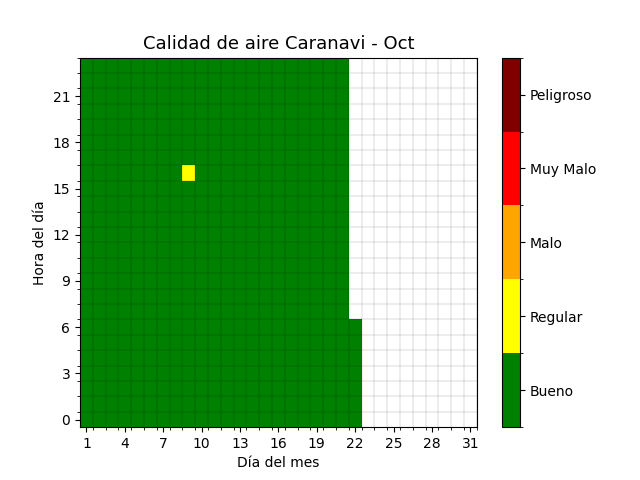 Calidad de aire Caranavi - Oct
Hora del día
21
18
15
12
9
6
3
0
1 4 7 10 13 16 19 22 25 28 31
Día del mes
Peligroso
Muy Malo
Malo
Regular
Bueno